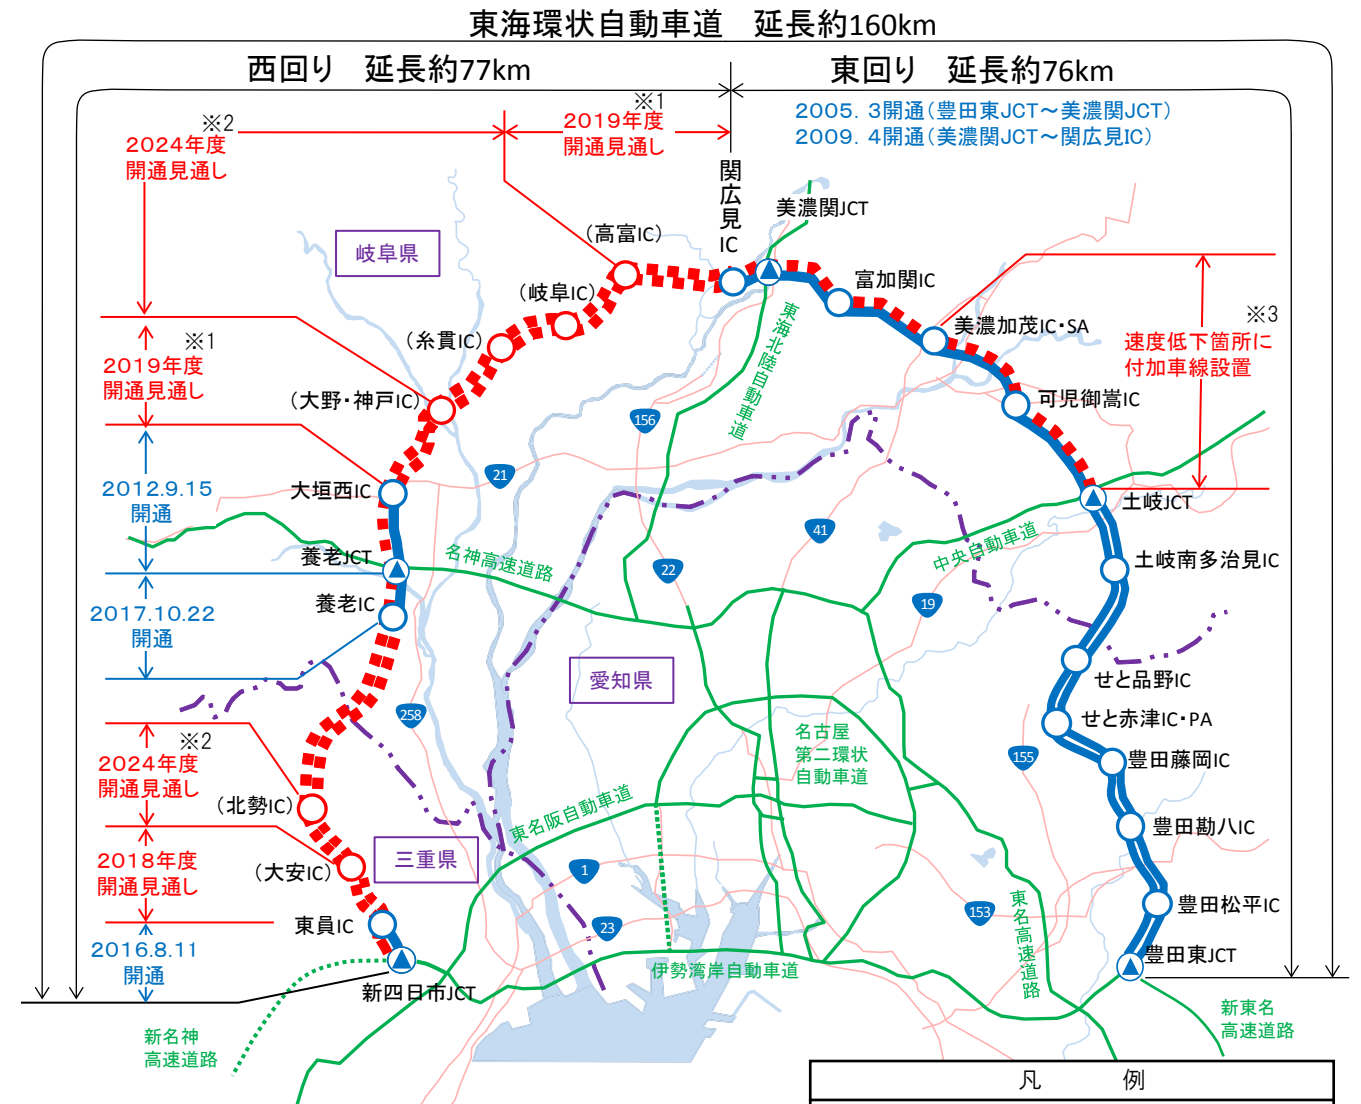 東海環状自動車道　延長約160km
西回り　延長約77km
東回り　延長約76km
2005. 3開通（豊田東JCT～美濃関JCT）
2009. 4開通（美濃関JCT～関広見IC）
※2
2024年度
開通見通し
※1
2019年度
開通見通し
関広見IC
美濃関JCT
（高富IC）
岐阜県
（岐阜IC）
富加関IC
（糸貫IC）
美濃加茂IC・SA
※3
速度低下箇所に
付加車線設置
※1
2019年度
開通見通し
（大野・神戸IC）
東海北陸自動車道
可児御嵩IC
156
21
2012.9.15
開通
大垣西IC
土岐JCT
41
養老JCT
名神高速道路
中央自動車道
22
土岐南多治見IC
2017.10.22
開通
養老IC
19
愛知県
せと品野IC
258
せと赤津IC・PA
※2
2024年度
開通見通し
名古屋
第二環状
自動車道
155
豊田藤岡IC
（北勢IC）
東名阪自動車道
豊田勘八IC
2018年度
開通見通し
（大安IC）
三重県
1
東員IC
23
153
東名高速道路
豊田松平IC
2016.8.11
開通
伊勢湾岸自動車道
豊田東JCT
新四日市JCT
新名神
高速道路
新東名
高速道路
凡　例